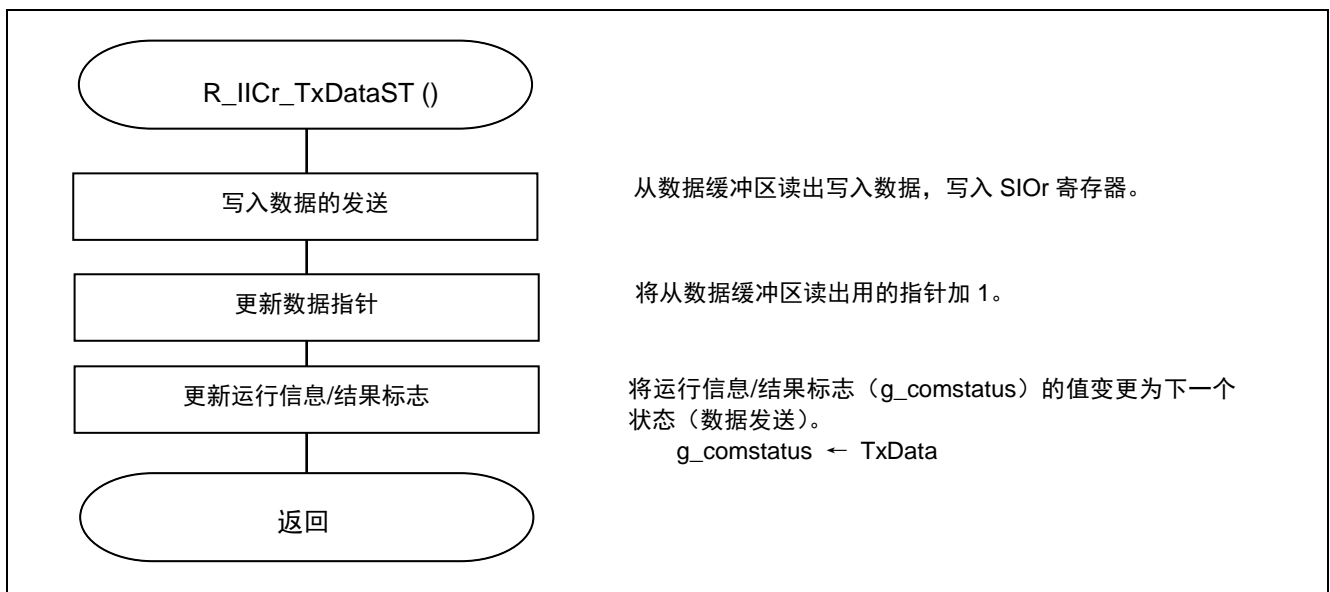 R_IICr_TxDataST ()
写入数据的发送
从数据缓冲区读出写入数据，写入 SIOr 寄存器。
更新数据指针
将从数据缓冲区读出用的指针加 1。
更新运行信息/结果标志
将运行信息/结果标志（g_comstatus）的值变更为下一个
状态（数据发送）。
g_comstatus ← TxData
返回